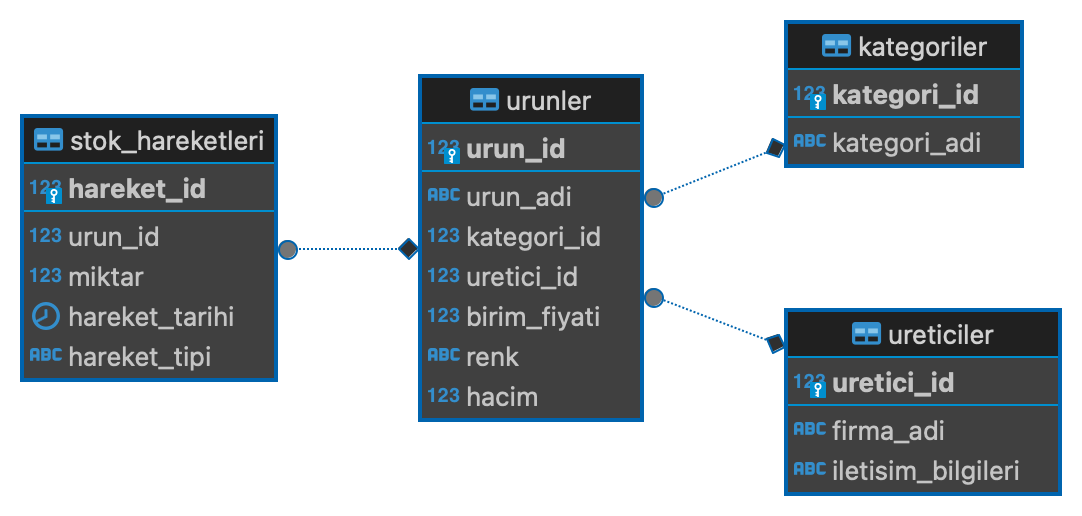 stok_hareketleri
123 hareket_id
123 urun_id
123 miktar
hareket_tarihi
ABC hareket_tipi
urunler
123 urun_id
ABC urun_adi
123 kategori_id
123 uretici_id
123 birim_fiyati
ABC renk
123 hacim
kategoriler
123 kategori_id
ABC kategori_adi
ureticiler
123 uretici_id
ABC firma_adi
ABC iletisim_bilgileri